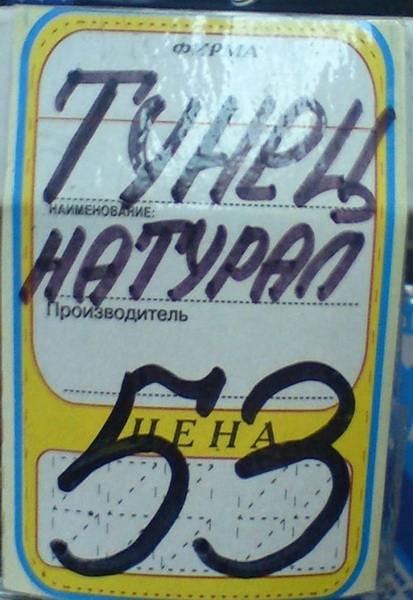 ФИРМА
ТУНЕЦ
НАИМЕНОВАНИЕ:
НАТУРАЛ
Производитель
ЦЕНА
53